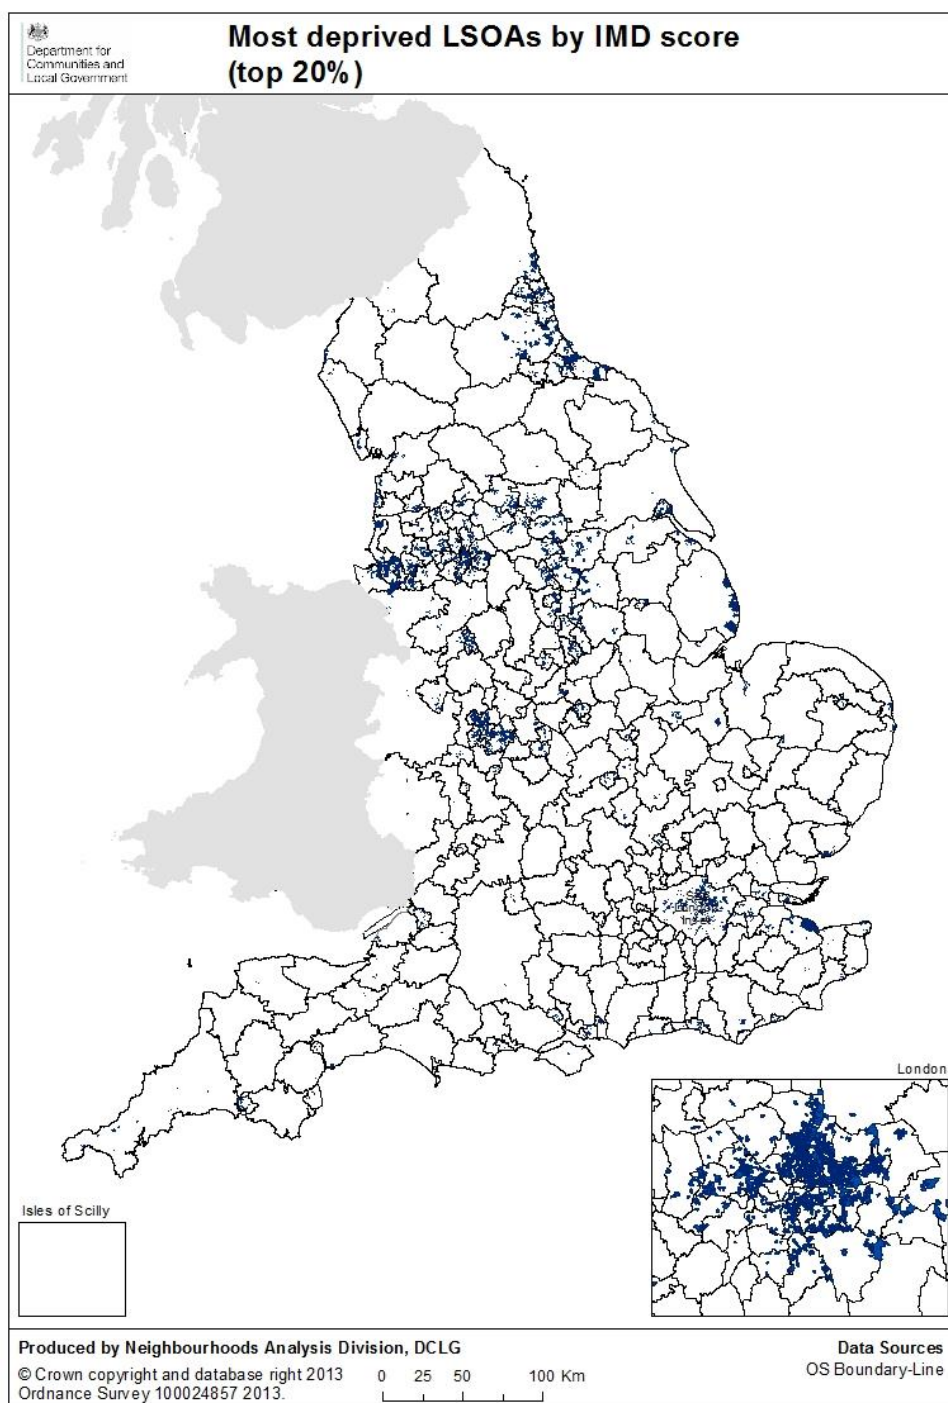 Department for
Communities and
Local Government
Most deprived LSOAs by IMD score
(top 20%)
London
Isles of Scilly
Produced by Neighbourhoods Analysis Division, DCLG
© Crown copyright and database right 2013
Ordnance Survey 100024857 2013.
0 25 50 100 Km
Data Sources
OS Boundary-Line